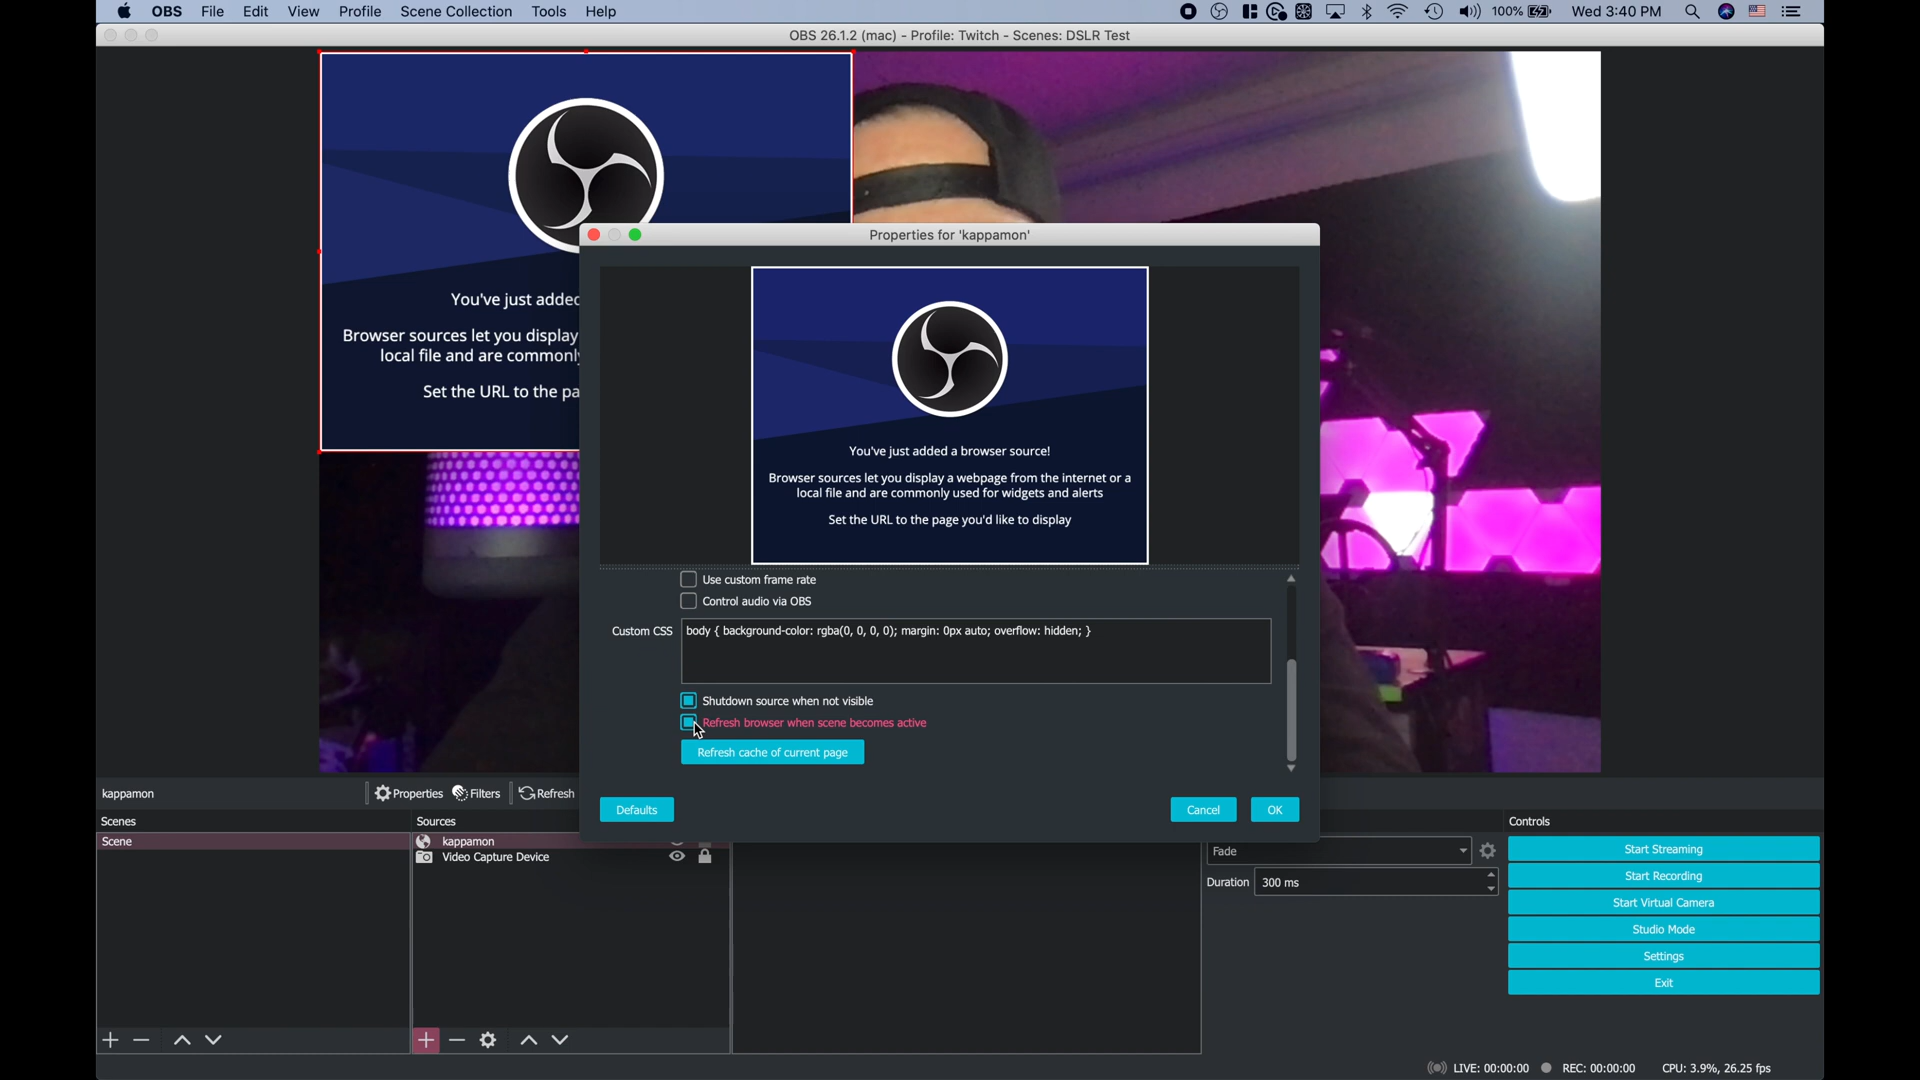 OBS File Edit View Profile Scene Collection Tools Help 100% Wed 3:40 PM
OBS 26.1.2 (mac) - Profile: Twitch - Scenes: DSLR Test
You've just added
Browser sources let you display
local file and are commonly
Set the URL to the pa
Properties for 'kappamon'
You've just added a browser source!
Browser sources let you display a webpage from the internet or a
local file and are commonly used for widgets and alerts
Set the URL to the page you'd like to display
Use custom frame rate
Control audio via OBS
Custom CSS body { background-color: rgba(0, 0, 0, 0); margin: 0px auto; overflow: hidden; }
Shutdown source when not visible
Refresh browser when scene becomes active
Refresh cache of current page
Defaults Cancel OK
kappamon Properties Filters Refresh
Scenes Sources Controls
Scene
kappamon
Video Capture Device
Fade
Duration 300 ms
Start Streaming
Start Recording
Start Virtual Camera
Studio Mode
Settings
Exit
LIVE: 00:00:00 REC: 00:00:00 CPU: 3.9%, 26.25 fps